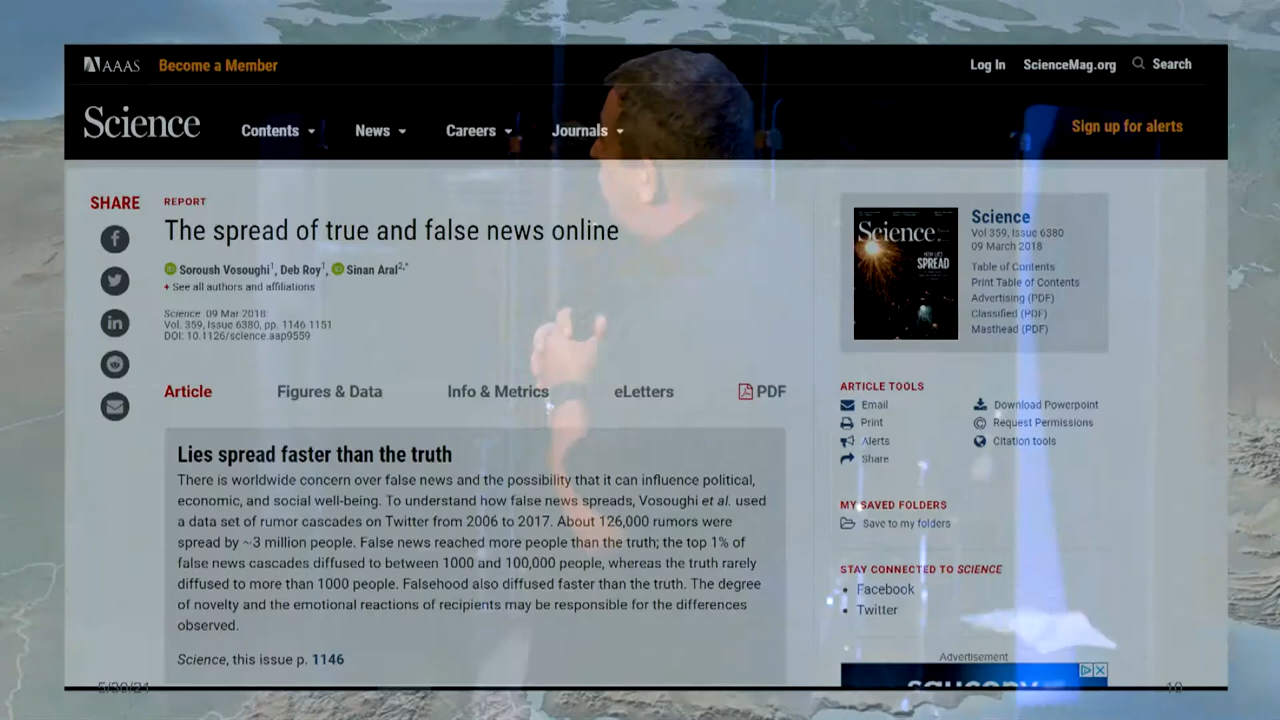 AAAS
Become a Member
Log In
ScienceMag.org
Search
Science
Contents
News
Careers
Journals
Sign up for alerts
SHARE
REPORT
The spread of true and false news online
Soroush Vosoughi1, Deb Roy1, Sinan Aral2,*
+ See all authors and affiliations
Science 09 Mar 2018:
Vol. 359, Issue 6380, pp. 1146-1151
DOI: 10.1126/science.aap9559
Article
Figures & Data
Info & Metrics
eLetters
PDF
Lies spread faster than the truth
There is worldwide concern over false news and the possibility that it can influence political,
economic, and social well-being. To understand how false news spreads, Vosoughi et al. used
a data set of rumor cascades on Twitter from 2006 to 2017. About 126,000 rumors were
spread by ~3 million people. False news reached more people than the truth; the top 1% of
false news cascades diffused to between 1000 and 100,000 people, whereas the truth rarely
diffused to more than 1000 people. Falsehood also diffused faster than the truth. The degree
of novelty and the emotional reactions of recipients may be responsible for the differences
observed.
Science, this issue p. 1146
Science
SPREAD
Science
Vol 359, Issue 6380
09 March 2018
Table of Contents
Print Table of Contents
Advertising (PDF)
Classified (PDF)
Masthead (PDF)
ARTICLE TOOLS
Email
Download Powerpoint
Print
Request Permissions
Alerts
Citation tools
Share
MY SAVED FOLDERS
Save to my folders
STAY CONNECTED TO SCIENCE
Facebook
Twitter
Advertisement
saucony
5/30/21
10